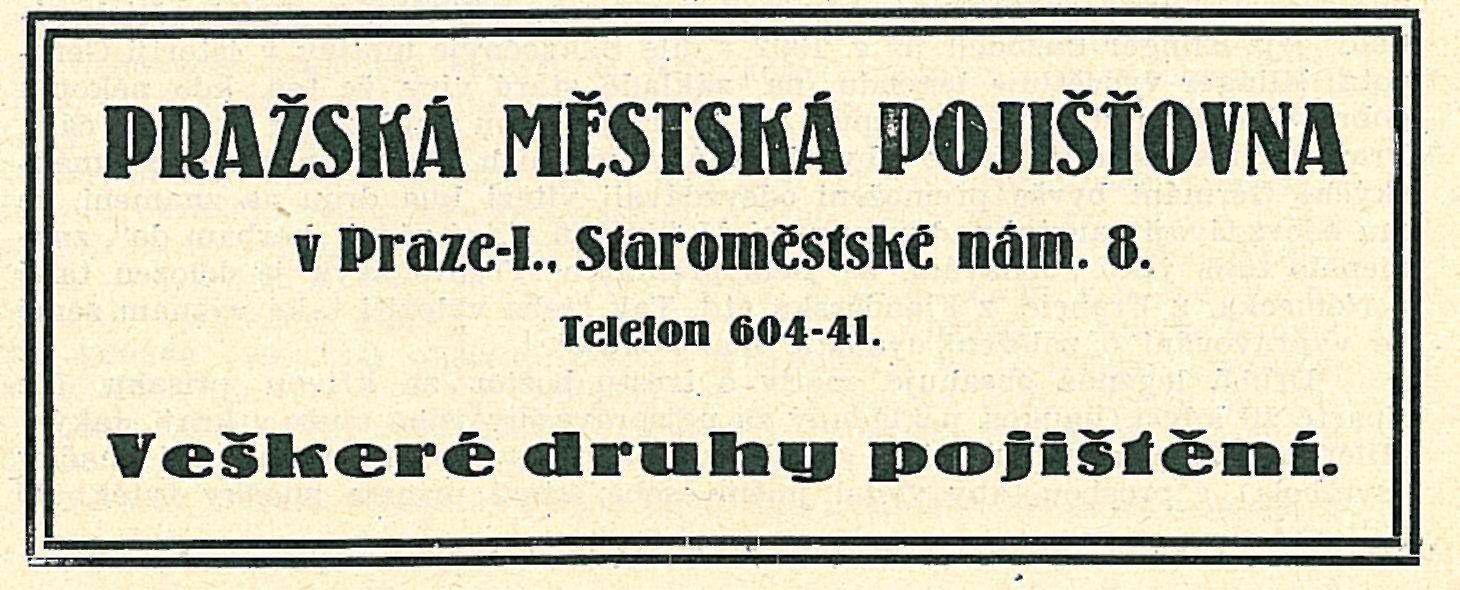 PRAŽSKÁ MĚSTSKÁ POJIŠŤOVNA
v Praze-I., Staroměstské nám. 8.
Telefon 604-41.
Veškeré druhy pojištění.